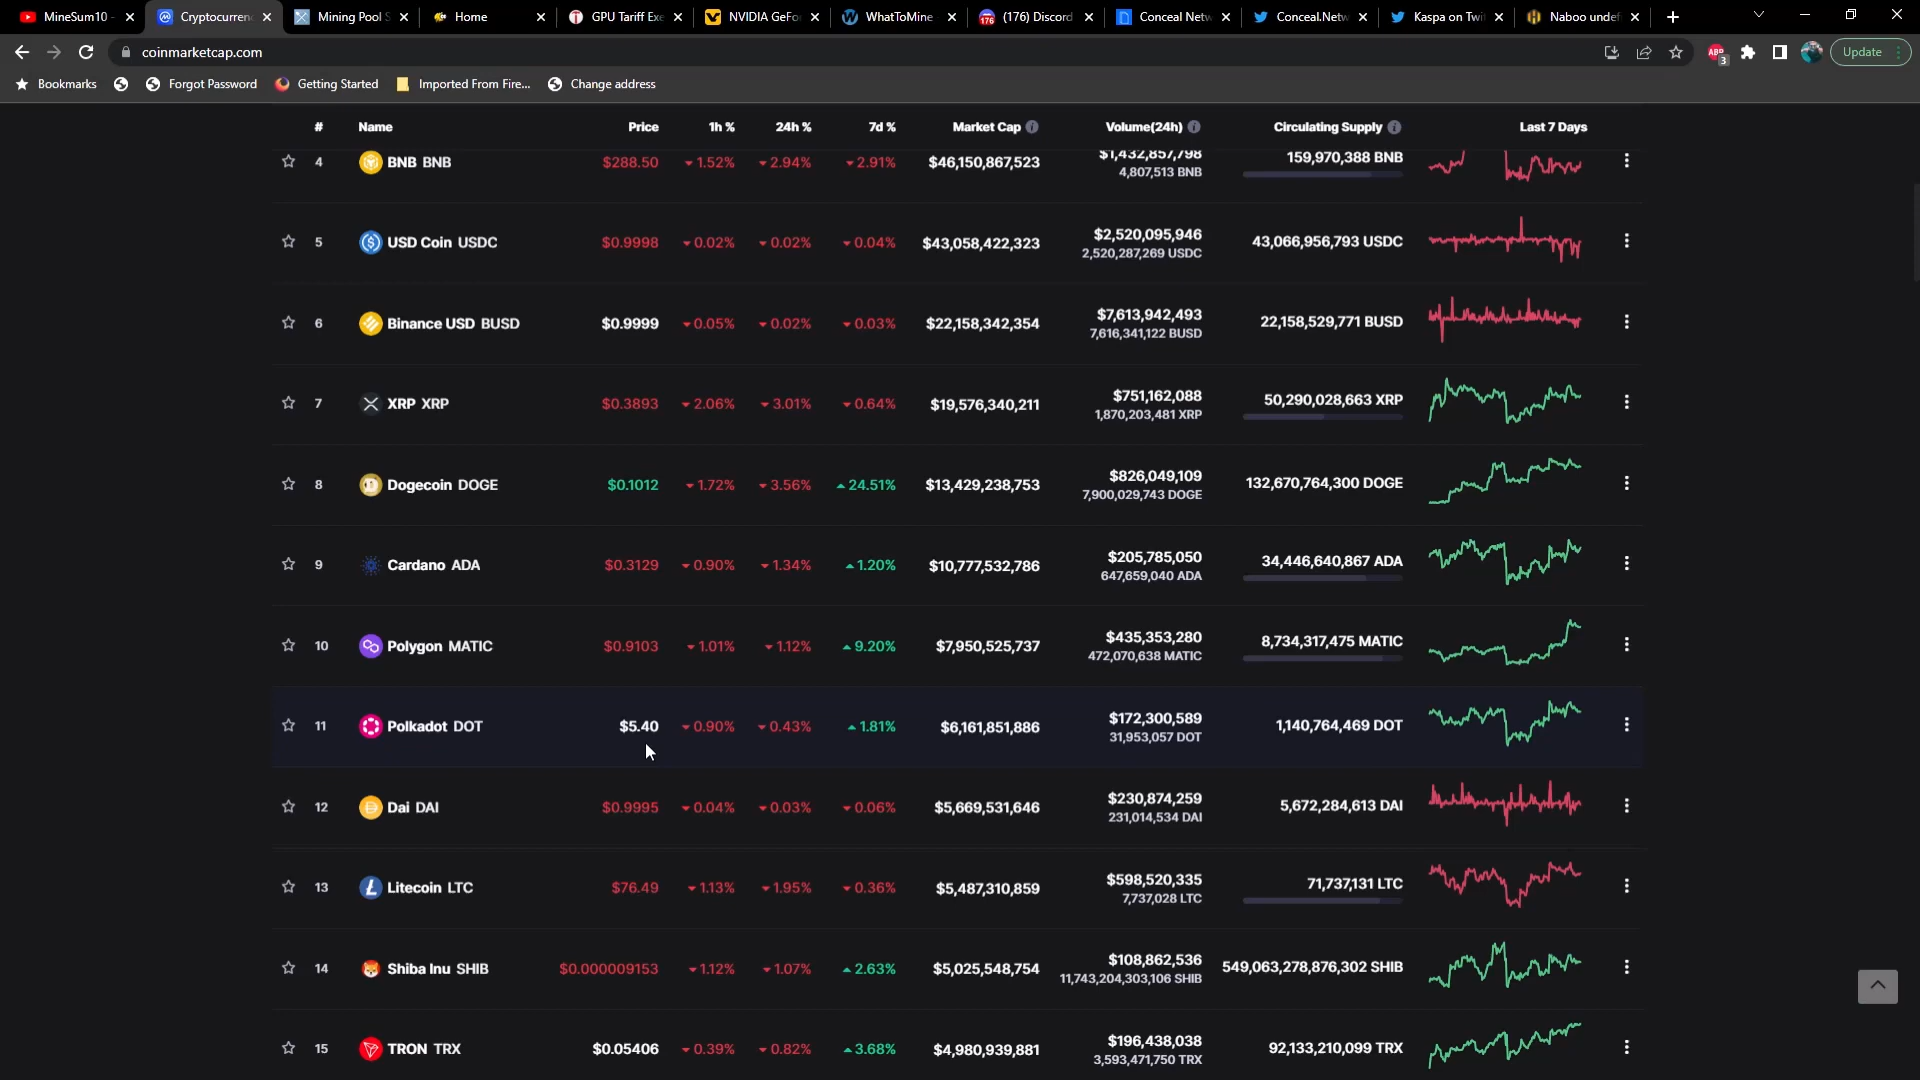 MineSum10 -
Cryptocurren
Mining Pool S
Home
GPU Tariff Exe
NVIDIA GeFo
WhatToMine
(176) Discord
Conceal Netw
Conceal.Netw
Kaspa on Twi
Naboo undef
coinmarketcap.com
Update
Bookmarks
Forgot Password
Getting Started
Imported From Fire...
Change address
# Name Price 1h % 24h % 7d % Market Cap Volume(24h) Circulating Supply Last 7 Days
4 BNB BNB $288.50 1.52% 2.94% 2.91% $46,150,867,523 $1,432,857,798 159,970,388 BNB
4,807,513 BNB
5 USD Coin USDC $0.9998 0.02% 0.02% 0.04% $43,058,422,323 $2,520,095,946 43,066,956,793 USDC
2,520,287,269 USDC
6 Binance USD BUSD $0.9999 0.05% 0.02% 0.03% $22,158,342,354 $7,613,942,493 22,158,529,771 BUSD
7,616,341,122 BUSD
7 XRP XRP $0.3893 2.06% 3.01% 0.64% $19,576,340,211 $751,162,088 50,290,028,663 XRP
1,870,203,481 XRP
8 Dogecoin DOGE $0.1012 1.72% 3.56% 24.51% $13,429,238,753 $826,049,109 132,670,764,300 DOGE
7,900,029,743 DOGE
9 Cardano ADA $0.3129 0.90% 1.34% 1.20% $10,777,532,786 $205,785,050 34,446,640,867 ADA
647,659,040 ADA
10 Polygon MATIC $0.9103 1.01% 1.12% 9.20% $7,950,525,737 $435,353,280 8,734,317,475 MATIC
472,070,638 MATIC
11 Polkadot DOT $5.40 0.90% 0.43% 1.81% $6,161,851,886 $172,300,589 1,140,764,469 DOT
31,953,057 DOT
12 Dai DAI $0.9995 0.04% 0.03% 0.06% $5,669,531,646 $230,874,259 5,672,284,613 DAI
231,014,534 DAI
13 Litecoin LTC $76.49 1.13% 1.95% 0.36% $5,487,310,859 $598,520,335 71,737,131 LTC
7,737,028 LTC
14 Shiba Inu SHIB $0.000009153 1.12% 1.07% 2.63% $5,025,548,754 $108,862,536 549,063,278,876,302 SHIB
11,743,204,303,106 SHIB
15 TRON TRX $0.05406 0.39% 0.82% 3.68% $4,980,939,881 $196,438,038 92,133,210,099 TRX
3,593,471,750 TRX